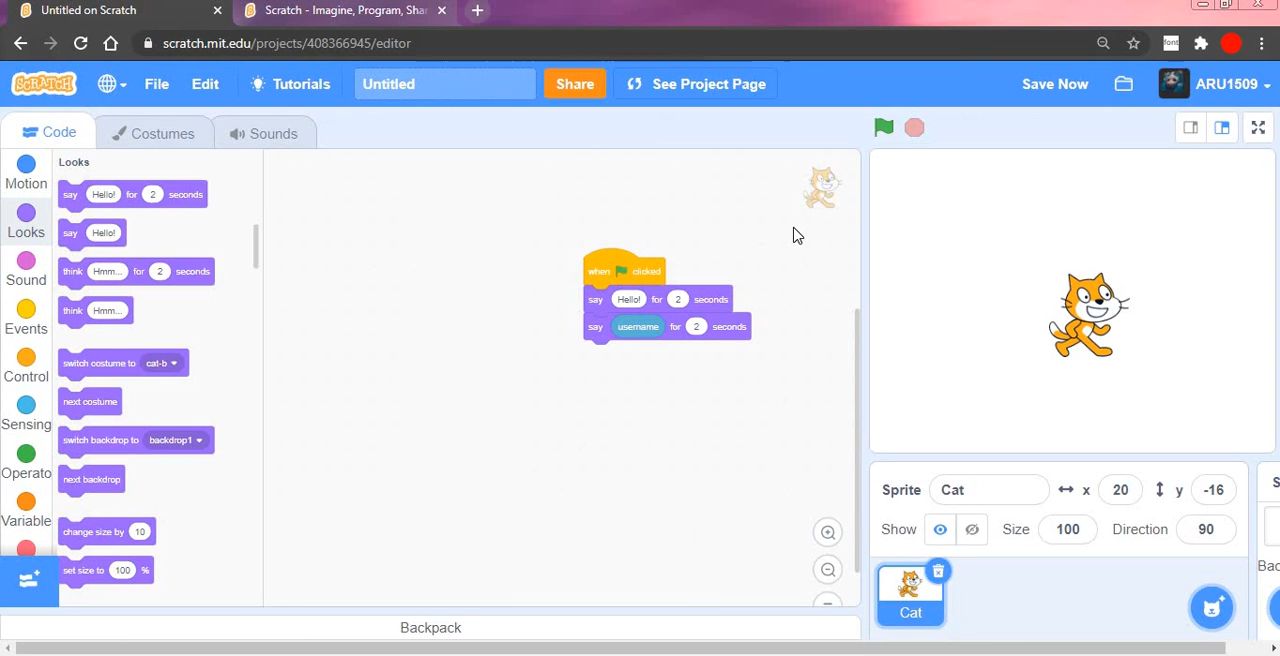 Untitled on Scratch
Scratch - Imagine, Program, Shar
scratch.mit.edu/projects/408366945/editor
font
SCRATCH File Edit Tutorials Untitled Share See Project Page Save Now ARU1509
Code Costumes Sounds
Motion
Looks
Sound
Events
Control
Sensing
Operato
Variable
Looks
say Hello! for 2 seconds
say Hello!
think Hmm... for 2 seconds
think Hmm...
switch costume to cat-b
next costume
switch backdrop to backdrop1
next backdrop
change size by 10
set size to 100 %
when clicked
say Hello! for 2 seconds
say username for 2 seconds
Backpack
Sprite Cat x 20 y -16
Show Size 100 Direction 90
Cat
S
Bac